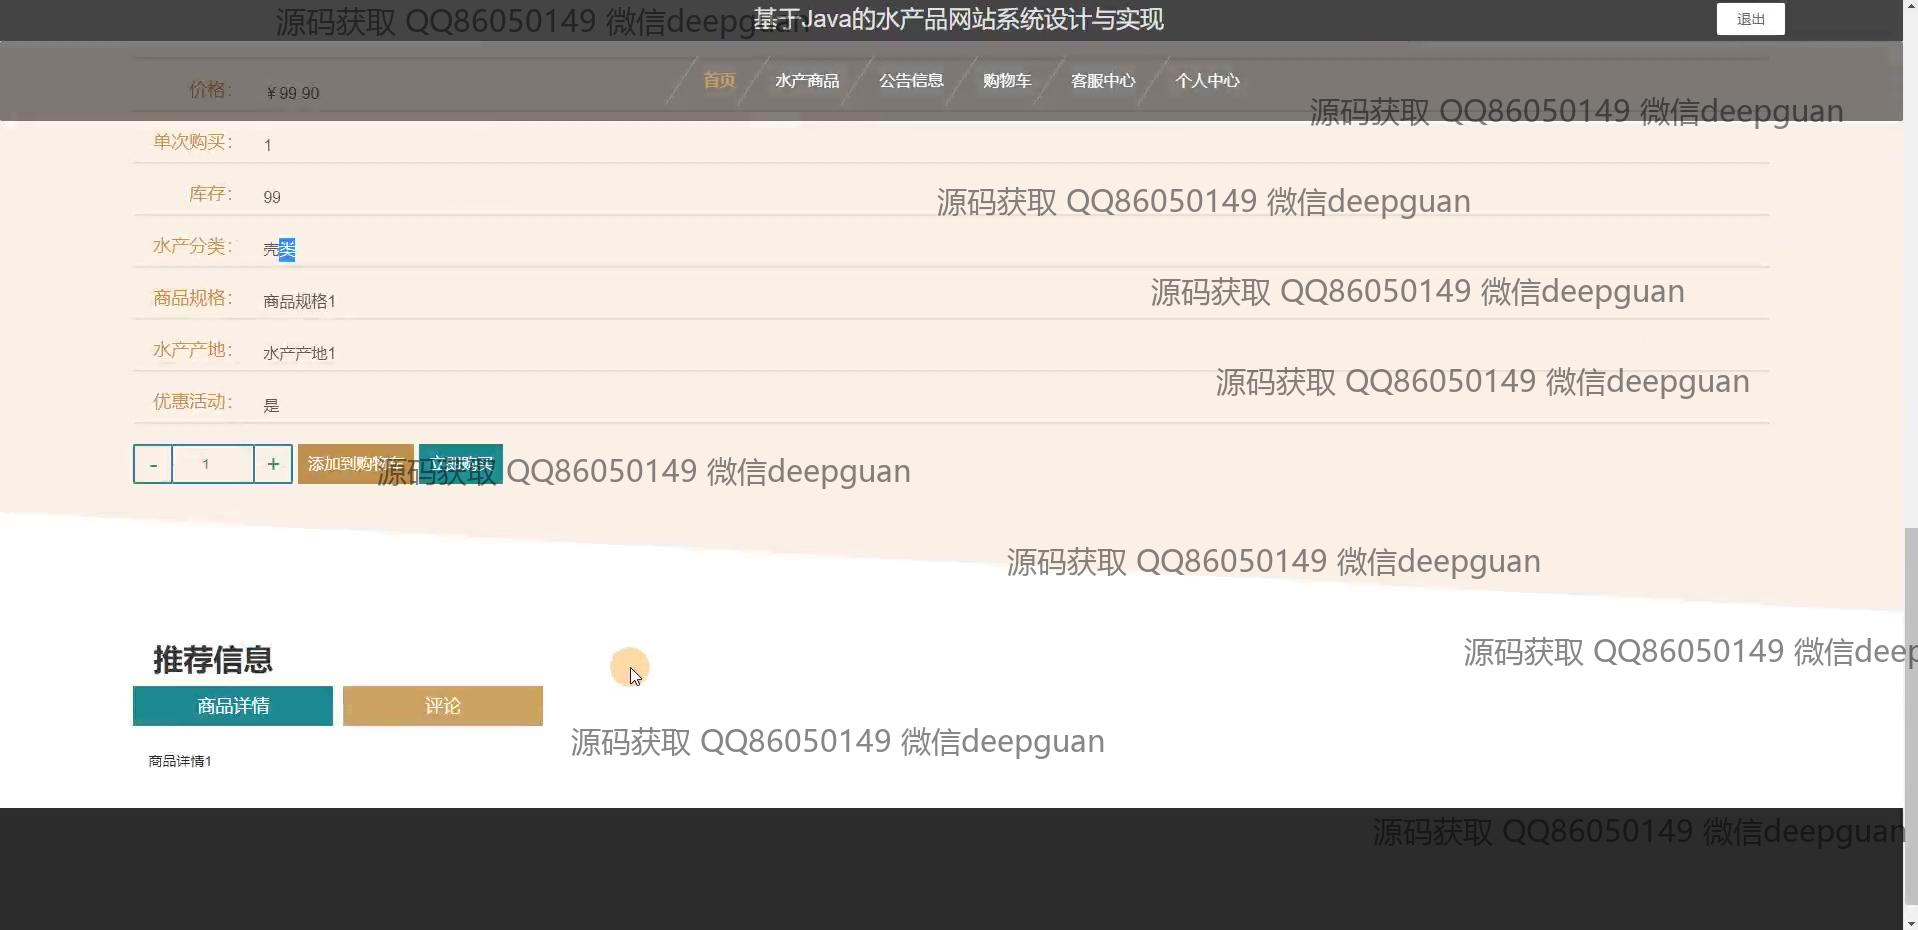 源码获取 QQ86050149 微信deepguan
基于Java的水产品网站系统设计与实现
退出
首页
水产商品
公告信息
购物车
客服中心
个人中心
价格：
￥99.90
源码获取 QQ86050149 微信deepguan
单次购买：
1
库存：
99
源码获取 QQ86050149 微信deepguan
水产分类：
壳类
商品规格：
商品规格1
源码获取 QQ86050149 微信deepguan
水产产地：
水产产地1
源码获取 QQ86050149 微信deepguan
优惠活动：
是
-
1
+
添加到购物车
立即购买
源码获取 QQ86050149 微信deepguan
源码获取 QQ86050149 微信deepguan
推荐信息
源码获取 QQ86050149 微信deep
商品详情
评论
源码获取 QQ86050149 微信deepguan
商品详情1
源码获取 QQ86050149 微信deepguan